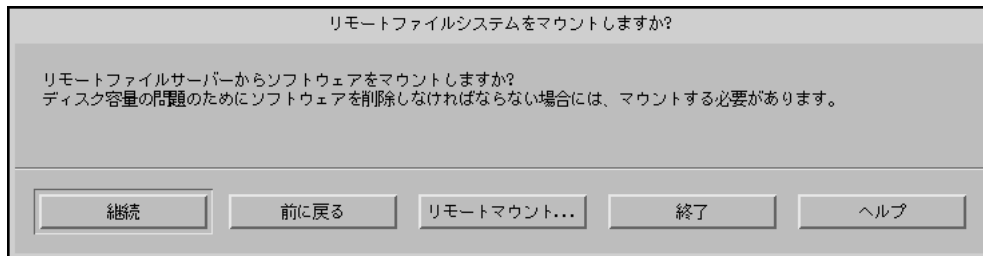 リモートファイルシステムをマウントしますか?
リモートファイルサーバーからソフトウェアをマウントしますか?
ディスク容量の問題のためにソフトウェアを削除しなければならない場合には、マウントする必要があります。
継続
前に戻る
リモートマウント...
終了
ヘルプ